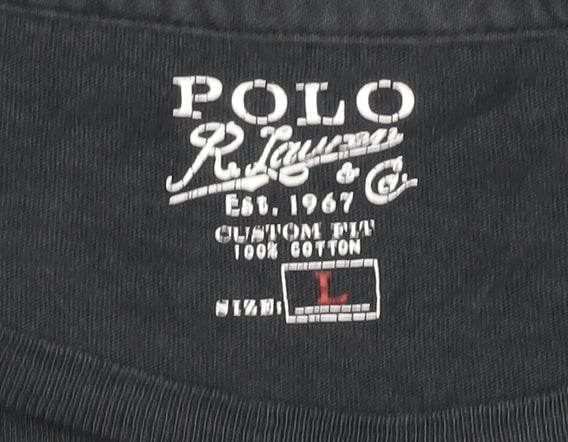 POLO
R. Lauren
& Co.
EST. 1967
CUSTOM FIT
100% COTTON
SIZE: L